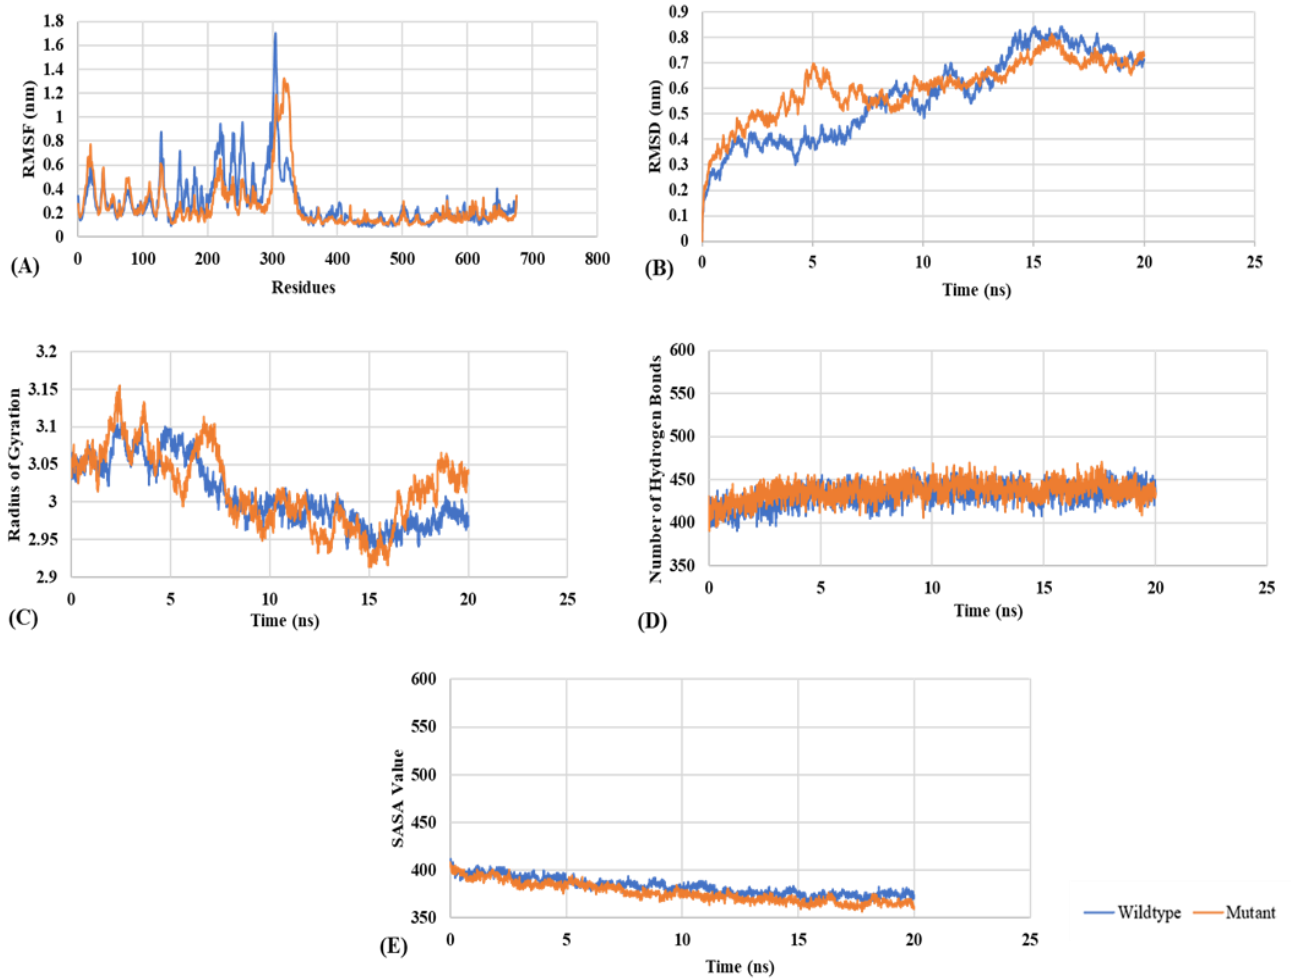 1.8
1.6
1.4
1.2
1
0.8
0.6
0.4
0.2
0
RMSF (nm)
0 100 200 300 400 500 600 700 800
Residues
(A)
0.9
0.8
0.7
0.6
0.5
0.4
0.3
0.2
0.1
0
RMSD (nm)
0 5 10 15 20 25
Time (ns)
(B)
3.2
3.15
3.1
3.05
3
2.95
2.9
Radius of Gyration
0 5 10 15 20 25
Time (ns)
(C)
600
550
500
450
400
350
Number of Hydrogen Bonds
0 5 10 15 20 25
Time (ns)
(D)
600
550
500
450
400
350
SASA Value
0 5 10 15 20 25
Time (ns)
(E)
Wildtype Mutant